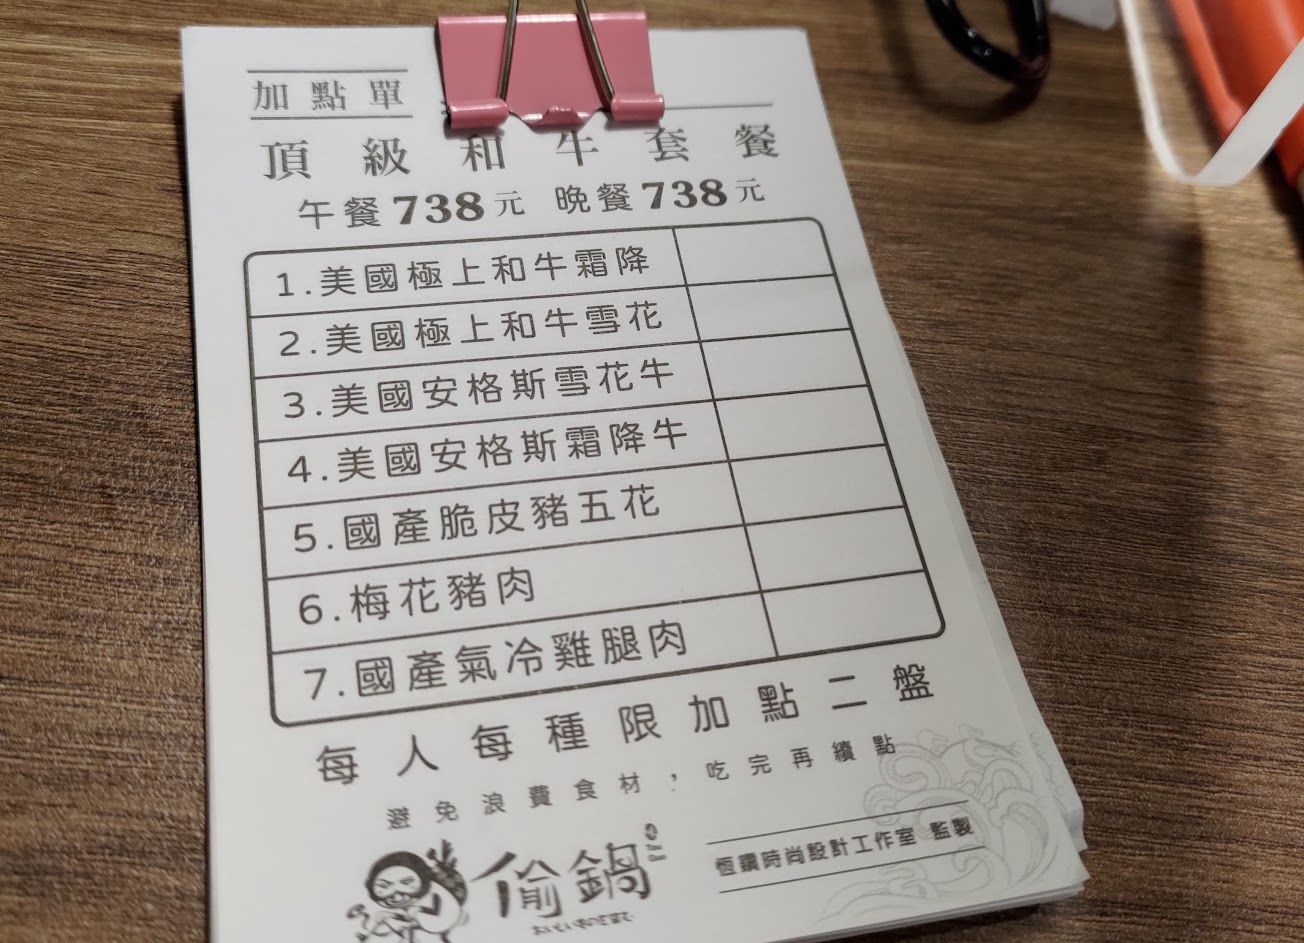 加點單
頂級和牛套餐
午餐738元 晚餐738元
1.美國極上和牛霜降
2.美國極上和牛雪花
3.美國安格斯雪花牛
4.美國安格斯霜降牛
5.國產脆皮豬五花
6.梅花豬肉
7.國產氣冷雞腿肉
每人每種限加點二盤
避免浪費食材，吃完再續點
偷鍋
恆鑽時尚設計工作室 監製